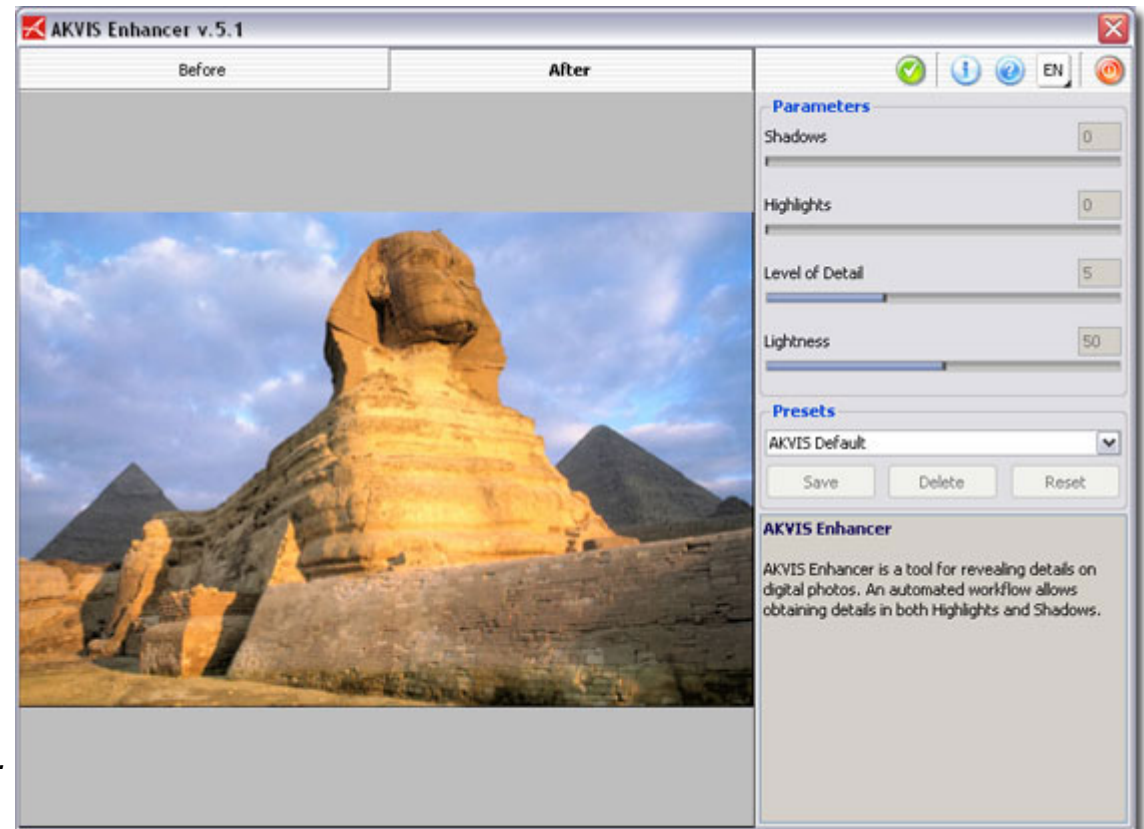 AKVIS Enhancer v.5.1
Before
After
EN
Parameters
Shadows
0
Highlights
0
Level of Detail
5
Lightness
50
Presets
AKVIS Default
Save
Delete
Reset
AKVIS Enhancer
AKVIS Enhancer is a tool for revealing details on
digital photos. An automated workflow allows
obtaining details in both Highlights and Shadows.